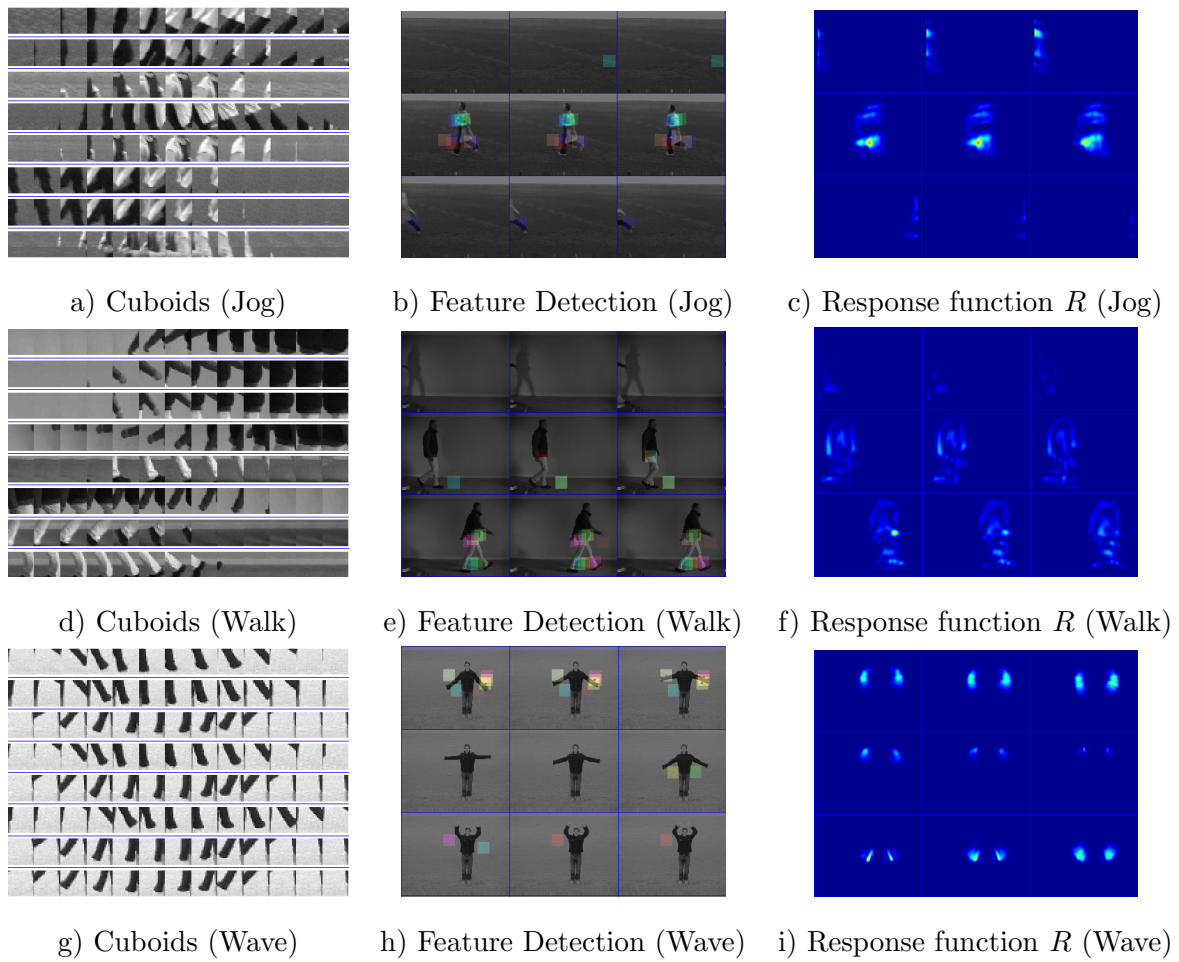 a) Cuboids (Jog)
b) Feature Detection (Jog)
c) Response function R (Jog)
d) Cuboids (Walk)
e) Feature Detection (Walk)
f) Response function R (Walk)
g) Cuboids (Wave)
h) Feature Detection (Wave)
i) Response function R (Wave)